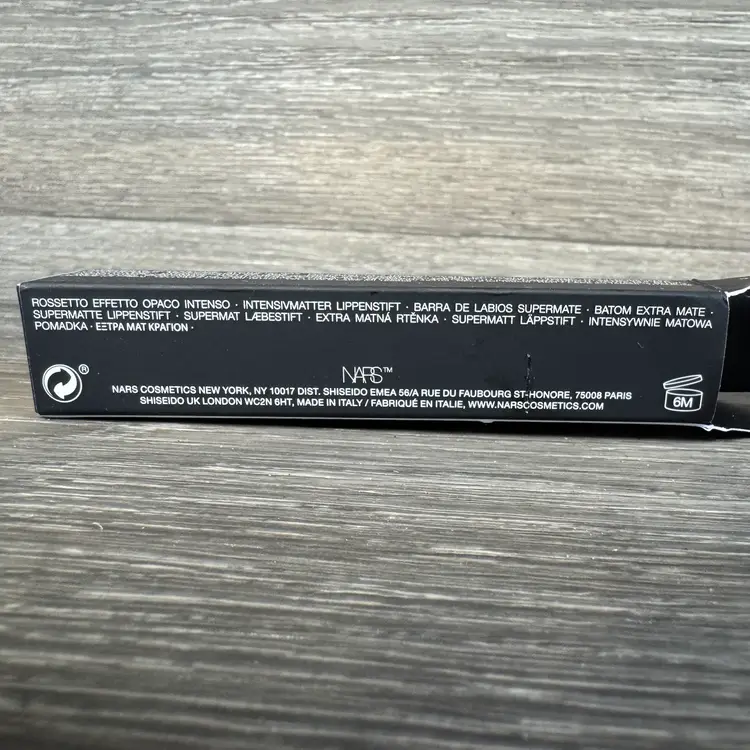 ROSSETTO EFFETTO OPACO INTENSO · INTENSIVMATTER LIPPENSTIFT · BARRA DE LABIOS SUPERMATE · BATOM EXTRA MATE ·
SUPERMATTE LIPPENSTIFT · SUPERMAT LÆBESTIFT · EXTRA MATNÁ RTĚNKA · SUPERMATT LÄPPSTIFT · INTENSYWNIE MATOWA
POMADKA · ΕΞΤΡΑ ΜΑΤ ΚΡΑΓΙΟΝ ·
®
NARS™
NARS COSMETICS NEW YORK, NY 10017 DIST. SHISEIDO EMEA 56/A RUE DU FAUBOURG ST-HONORE, 75008 PARIS
SHISEIDO UK LONDON WC2N 6HT, MADE IN ITALY / FABRIQUÉ EN ITALIE, WWW.NARSCOSMETICS.COM
6M